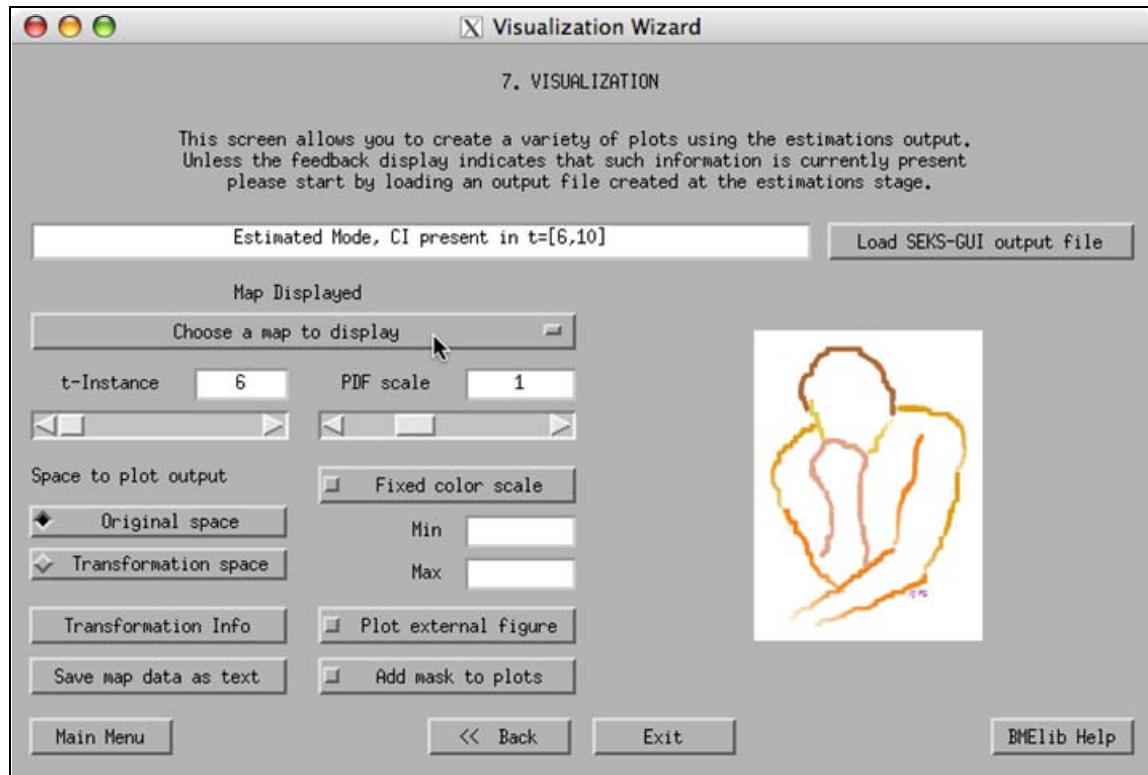 Visualization Wizard
7. VISUALIZATION
This screen allows you to create a variety of plots using the estimations output.
Unless the feedback display indicates that such information is currently present
please start by loading an output file created at the estimations stage.
Estimated Mode, CI present in t=[6,10]
Load SEKS-GUI output file
Map Displayed
Choose a map to display
t-Instance 6 PDF scale 1
Space to plot output
Fixed color scale
Original space
Min
Transformation space
Max
Transformation Info
Plot external figure
Save map data as text
Add mask to plots
Main Menu
<< Back
Exit
BMElib Help